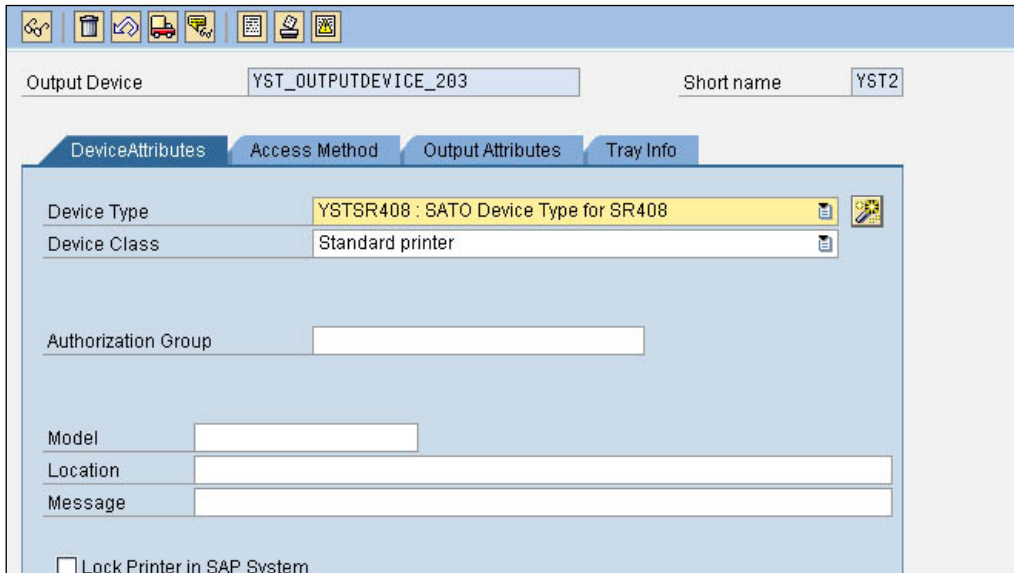 Output Device YST_OUTPUTDEVICE_203 Short name YST2
DeviceAttributes Access Method Output Attributes Tray Info
Device Type YSTSR408 : SATO Device Type for SR408
Device Class Standard printer
Authorization Group
Model
Location
Message
Lock Printer in SAP System